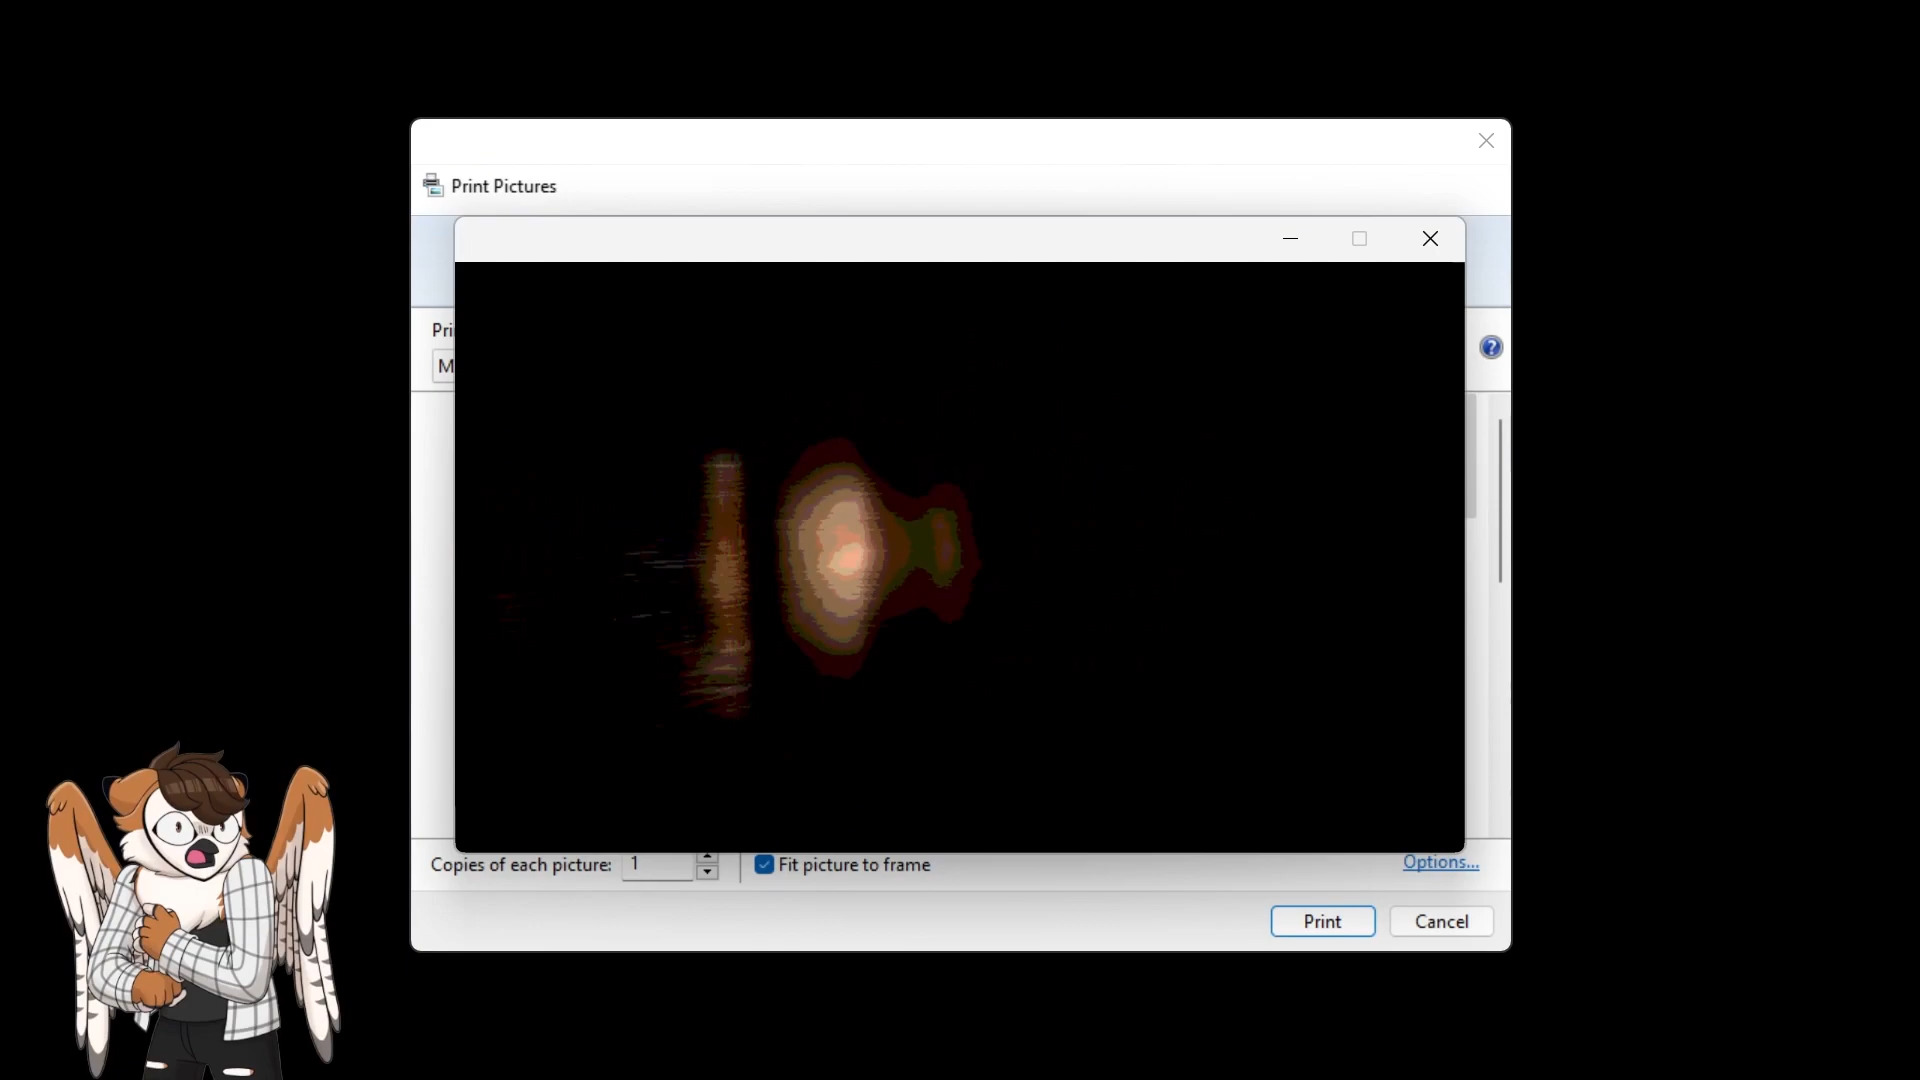 Print Pictures
Pri
M
Copies of each picture: 1
Fit picture to frame
Options...
Print
Cancel